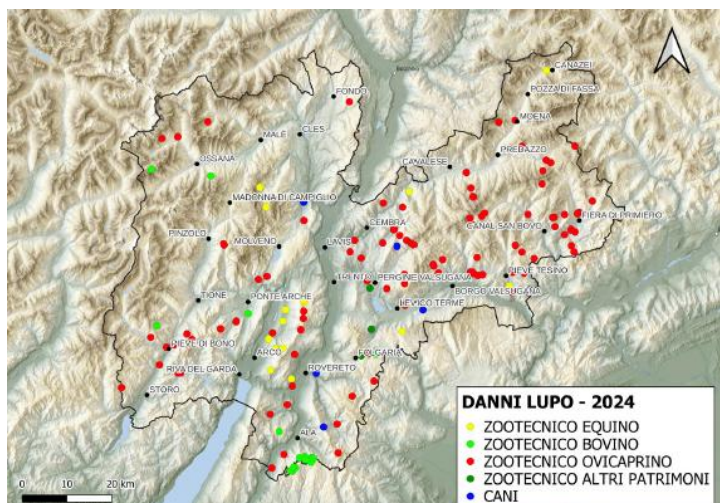 CANAZEI
POZZA DI FASSA
FONDO
MOENA
MALÉ
CLES
PREDAZZO
OSSANA
CAVALESE
MADONNA DI CAMPIGLIO
FIERA DI PRIMIERO
CEMBRA
CANAL SAN BOVO
PINZOLO
MOLVENO
LAVIS
PIEVE TESINO
TRENTO
PERGINE VALSUGANA
BORGO VALSUGANA
TIONE
PONTE ARCHE
LEVICO TERME
PIEVE DI BONO
ARCO
FOLGARIA
RIVA DEL GARDA
ROVERETO
STORO
ALA
DANNI LUPO - 2024
ZOOTECNICO EQUINO
ZOOTECNICO BOVINO
ZOOTECNICO OVICAPRINO
ZOOTECNICO ALTRI PATRIMONI
CANI
0 10 20 km